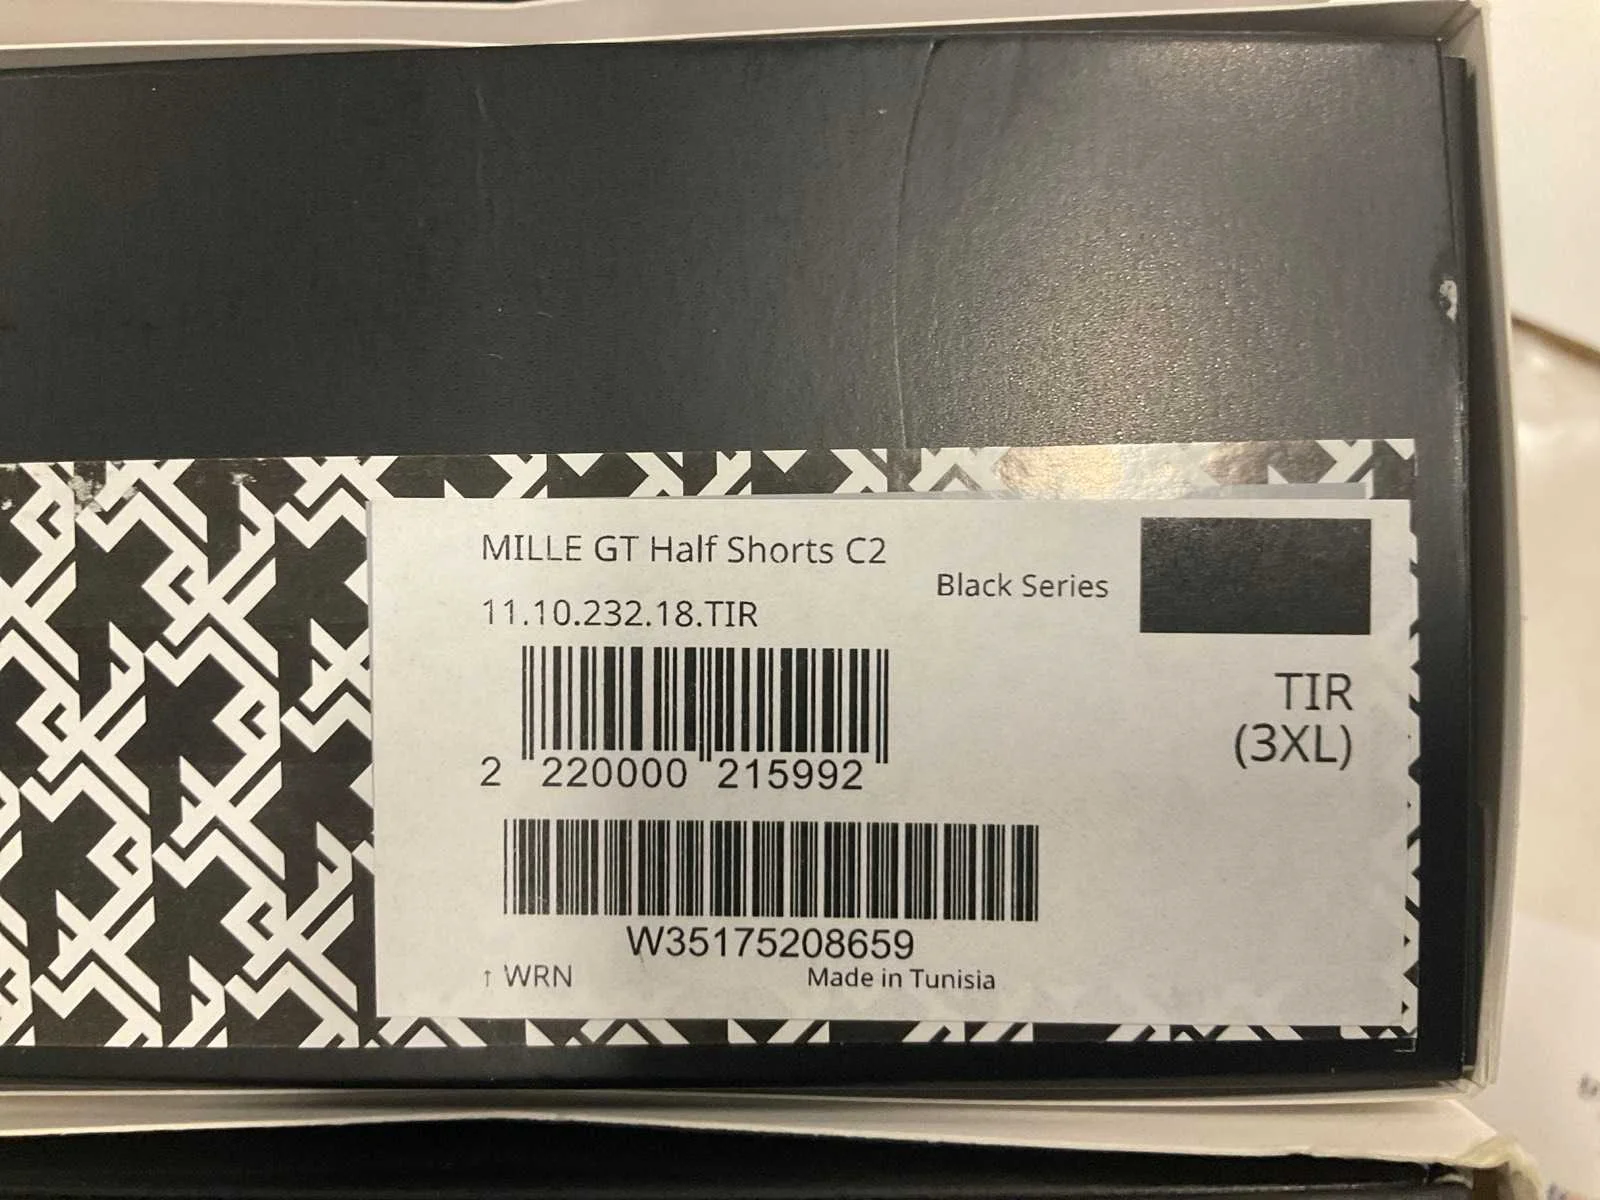 MILLE GT Half Shorts C2
Black Series
11.10.232.18.TIR
TIR
(3XL)
2 220000 215992
W35175208659
↑ WRN
Made in Tunisia